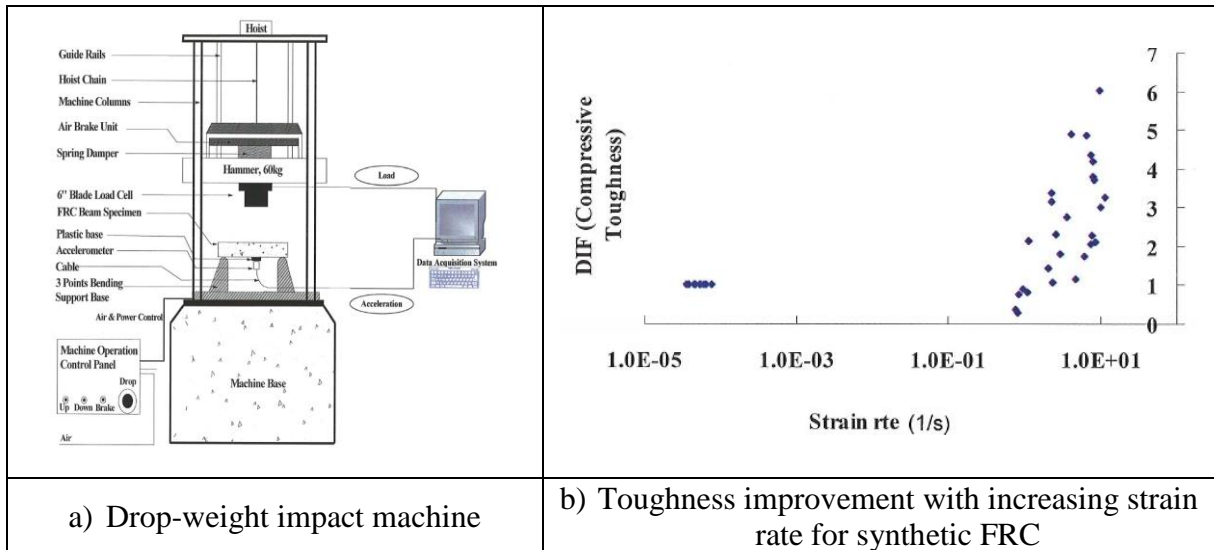 Hoist
Guide Rails
Hoist Chain
Machine Columns
Air Brake Unit
Spring Damper
Hammer, 60kg
Load
6" Blade Load Cell
FRC Beam Specimen
Plastic base
Accelerometer
Cable
3 Points Bending
Support Base
Data Acquisition System
Acceleration
Air & Power Control
Machine Operation
Control Panel
Drop
Up Down Brake
Air
Machine Base
DIF (Compressive
Toughness)
7
6
5
4
3
2
1
0
1.0E-05 1.0E-03 1.0E-01 1.0E+01
Strain rte (1/s)
a) Drop-weight impact machine
b) Toughness improvement with increasing strain
rate for synthetic FRC